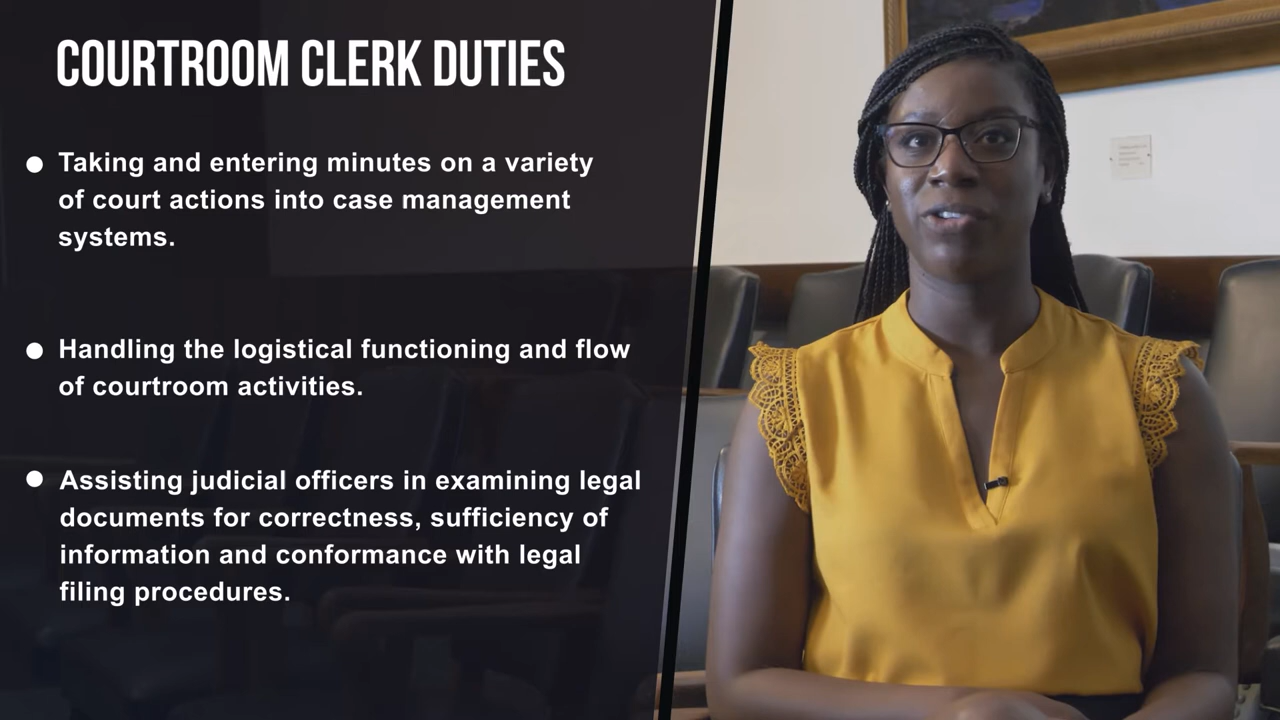 COURTROOM CLERK DUTIES
● Taking and entering minutes on a variety
of court actions into case management
systems.
● Handling the logistical functioning and flow
of courtroom activities.
● Assisting judicial officers in examining legal
documents for correctness, sufficiency of
information and conformance with legal
filing procedures.